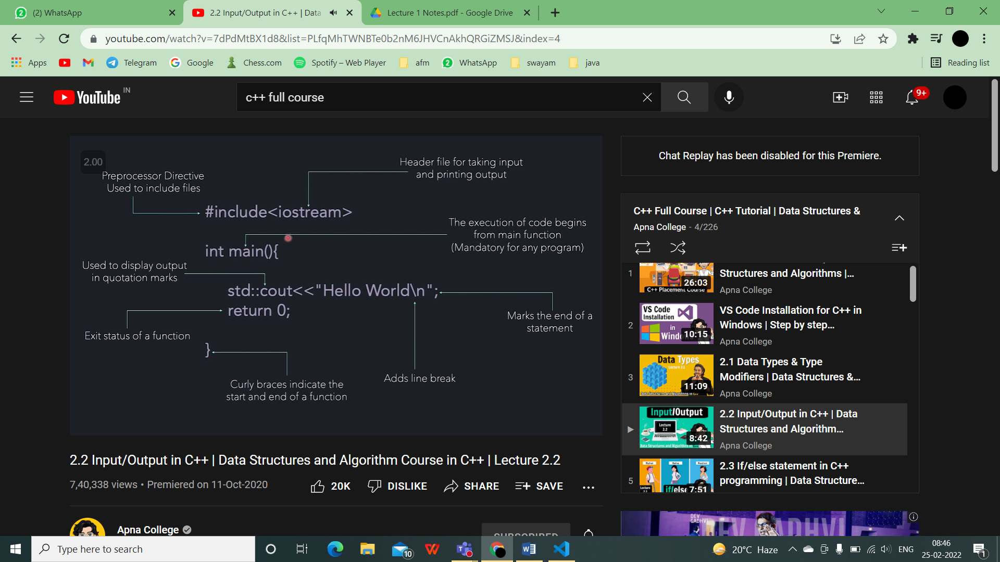 (2) WhatsApp
2.2 Input/Output in C++ | Data
Lecture 1 Notes.pdf - Google Drive
youtube.com/watch?v=7dPdMtBX1d8&list=PLfqMhTWNBTe0b2nM6JHVCnAkhQRGiZMSJ&index=4
Apps
Telegram
Google
Chess.com
Spotify – Web Player
afm
2
WhatsApp
swayam
java
Reading list
YouTube IN
c++ full course
9+
2.00
Header file for taking input
and printing output
Preprocessor Directive
Used to include files
#include<iostream>
The execution of code begins
from main function
(Mandatory for any program)
int main(){
Used to display output
in quotation marks
std::cout<<"Hello World\n";
return 0;
Marks the end of a
statement
Exit status of a function
}
Adds line break
Curly braces indicate the
start and end of a function
2.2 Input/Output in C++ | Data Structures and Algorithm Course in C++ | Lecture 2.2
7,40,338 views • Premiered on 11-Oct-2020
20K
DISLIKE
SHARE
SAVE
Apna College
SUBSCRIBED
Chat Replay has been disabled for this Premiere.
C++ Full Course | C++ Tutorial | Data Structures &
Apna College - 4/226
1
26:03
C++ Placement Course
Structures and Algorithms |...
Apna College
2
VS Code
Installation
in
Windows
10:15
VS Code Installation for C++ in
Windows | Step by step...
Apna College
3
Data Types
Lecture 2.1
11:09
Data Structures and Algorithms in C++
2.1 Data Types & Type
Modifiers | Data Structures &...
Apna College
Input/Output
Lecture
2.2
8:42
Data Structures and Algorithms in C++
2.2 Input/Output in C++ | Data
Structures and Algorithm...
Apna College
5
Rahul
Neha
Rashmi
Lecture
if/else
7:51
2.3 If/else statement in C++
programming | Data Structure...
DEV
GADHVI
DEV GADHVI
Type here to search
10
20°C Haze
ENG
08:46
25-02-2022
1